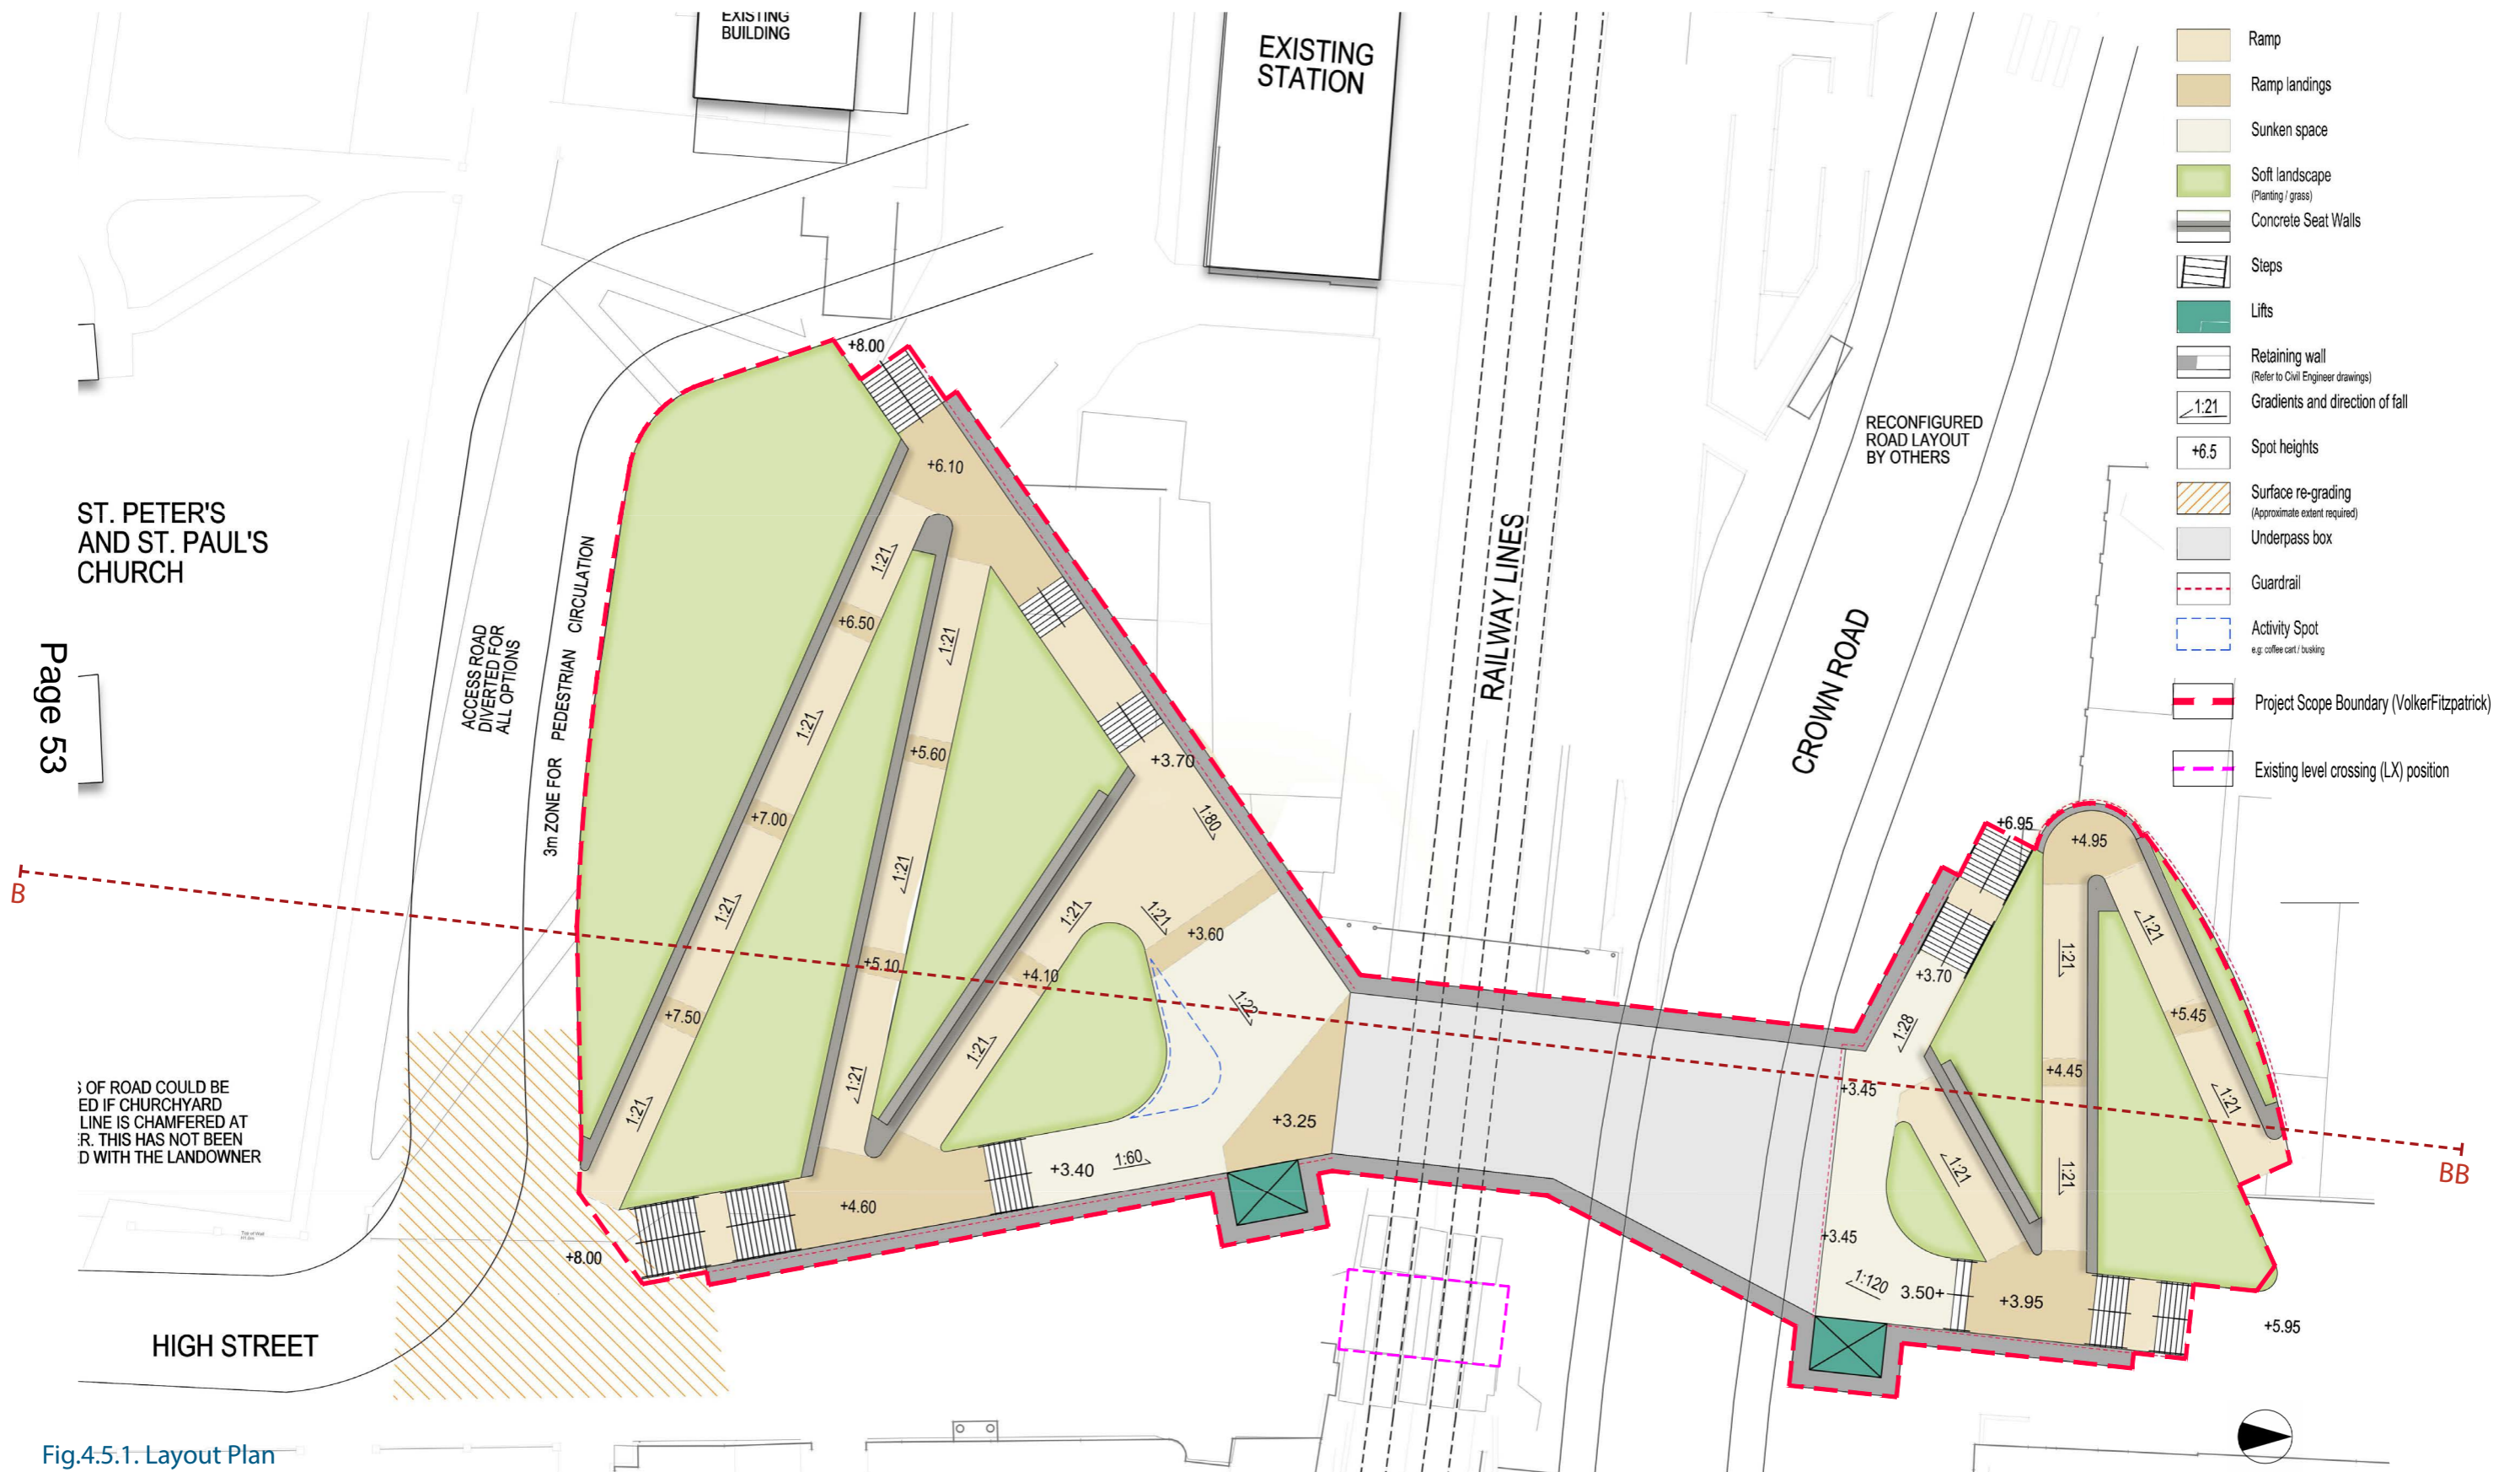 EXISTING
BUILDING
EXISTING
STATION
Ramp
Ramp landings
Sunken space
Soft landscape
(Planting / grass)
Concrete Seat Walls
Steps
Lifts
Retaining wall
(Refer to Civil Engineer drawings)
1:21
Gradients and direction of fall
+6.5
Spot heights
Surface re-grading
(Approximate extent required)
Underpass box
Guardrail
Activity Spot
e.g: coffee cart / busking
Project Scope Boundary (VolkerFitzpatrick)
Existing level crossing (LX) position
RECONFIGURED
ROAD LAYOUT
BY OTHERS
ST. PETER'S
AND ST. PAUL'S
CHURCH
Page 53
ACCESS ROAD
DIVERTED FOR
ALL OPTIONS
3m ZONE FOR PEDESTRIAN CIRCULATION
RAILWAY LINES
CROWN ROAD
+8.00
+6.10
1:21
+6.50
1:21
1:21
+5.60
+7.00
+3.70
1:80
1:21
1:21
+5.10
1:21
1:21
+3.60
+4.10
+7.50
1:22
1:21
1:21
1:21
+3.25
+3.40
1:60
+4.60
+8.00
+6.95
+4.95
1:21
1:21
+3.70
+5.45
1:28
+4.45
+3.45
1:21
1:21
1:21
+3.45
1:120
3.50+
+3.95
+5.95
B
BB
S OF ROAD COULD BE
ED IF CHURCHYARD
LINE IS CHAMFERED AT
R. THIS HAS NOT BEEN
D WITH THE LANDOWNER
HIGH STREET
Fig.4.5.1. Layout Plan